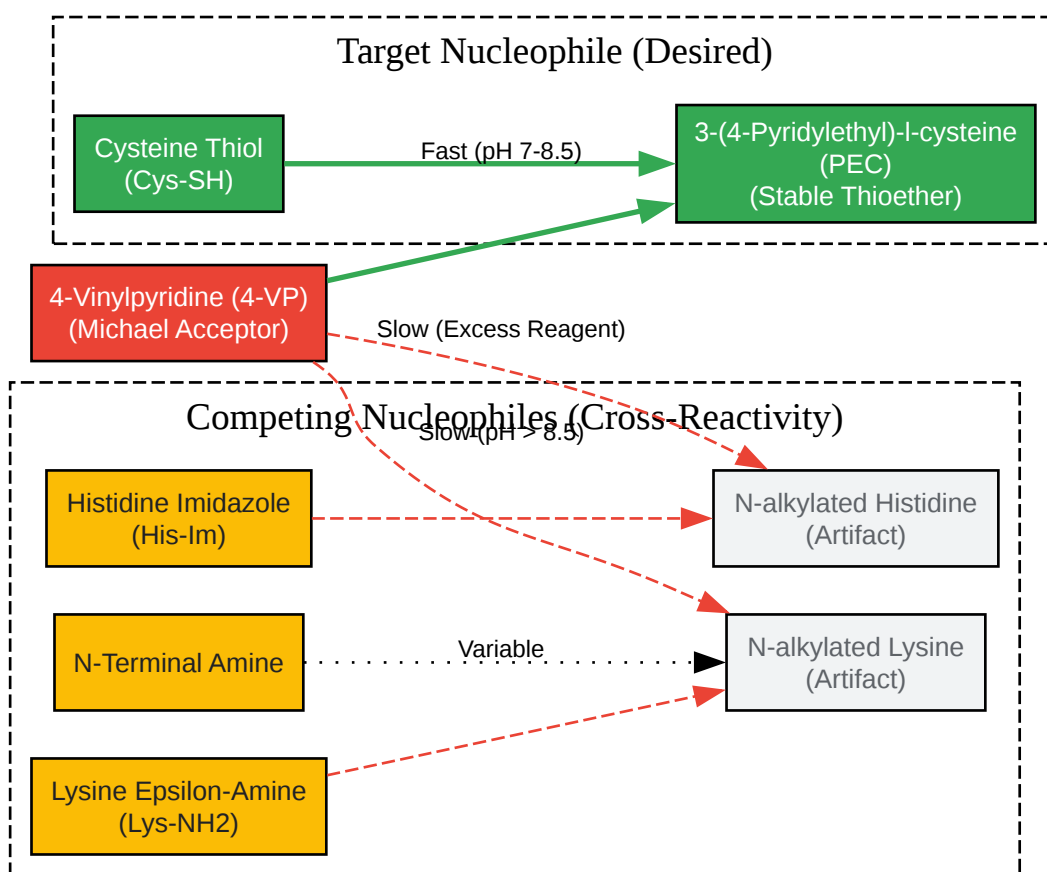 Target Nucleophile (Desired)
Cysteine Thiol
(Cys-SH)
Fast (pH 7-8.5)
3-(4-Pyridylethyl)-l-cysteine
(PEC)
(Stable Thioether)
4-Vinylpyridine (4-VP)
(Michael Acceptor)
Slow (Excess Reagent)
Competing Nucleophiles (Cross-Reactivity)
Slow (pH > 8.5)
Histidine Imidazole
(His-Im)
N-alkylated Histidine
(Artifact)
N-Terminal Amine
Variable
N-alkylated Lysine
(Artifact)
Lysine Epsilon-Amine
(Lys-NH2)